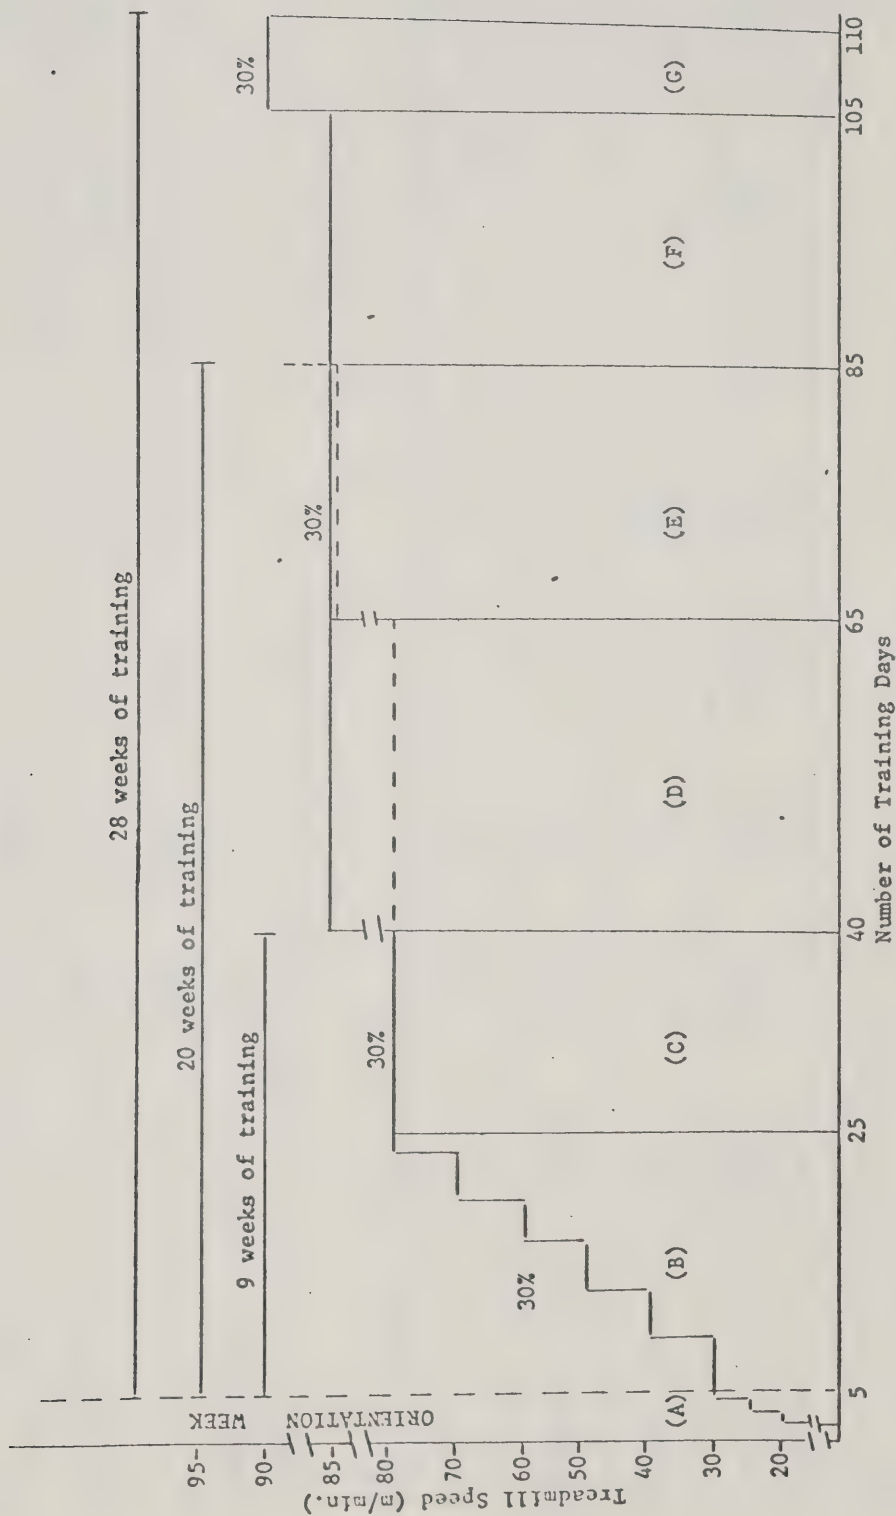 28 weeks of training
20 weeks of training
9 weeks of training
ORIENTATION WEEK
Treadmill Speed (m/min.)
95-
90-
85-
80-
70-
60-
50-
40-
30-
20-
30%
30%
30%
30%
(A)
(B)
(C)
(D)
(E)
(F)
(G)
5
25
40
65
85
105
110
Number of Training Days